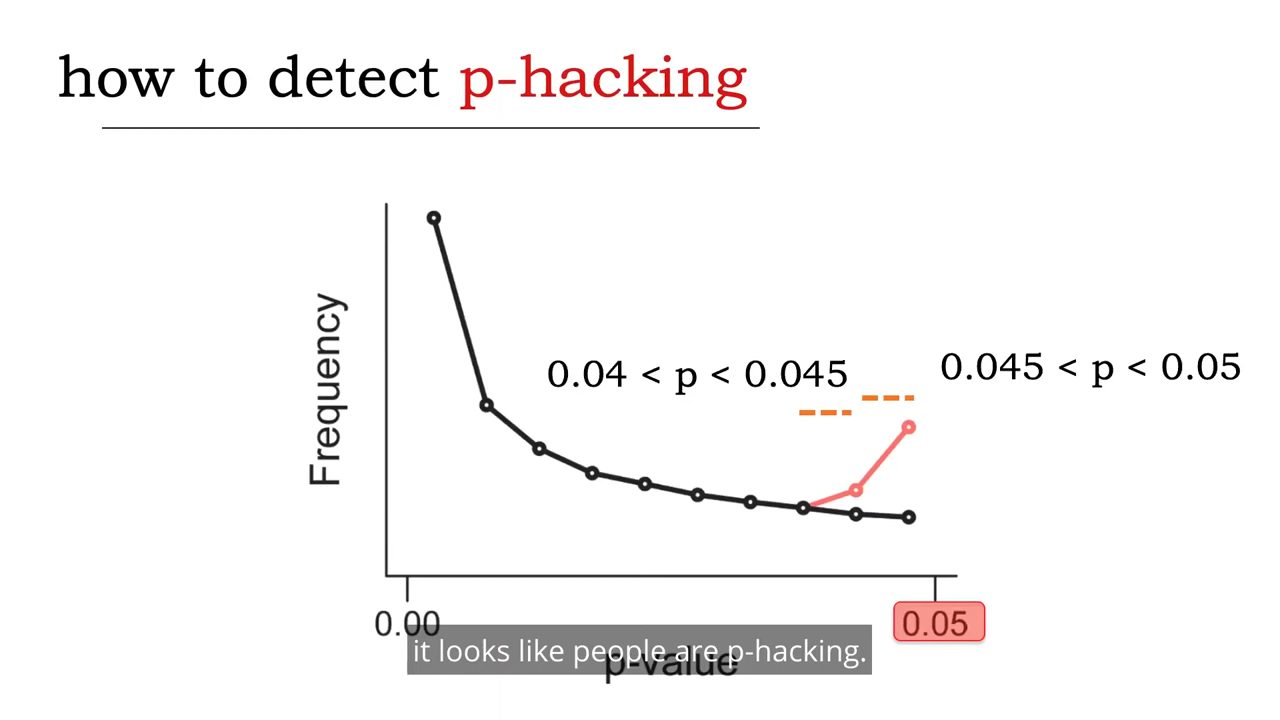 how to detect p-hacking
Frequency
0.04 < p < 0.045
0.045 < p < 0.05
0.00
0.05
p-value
it looks like people are p-hacking.